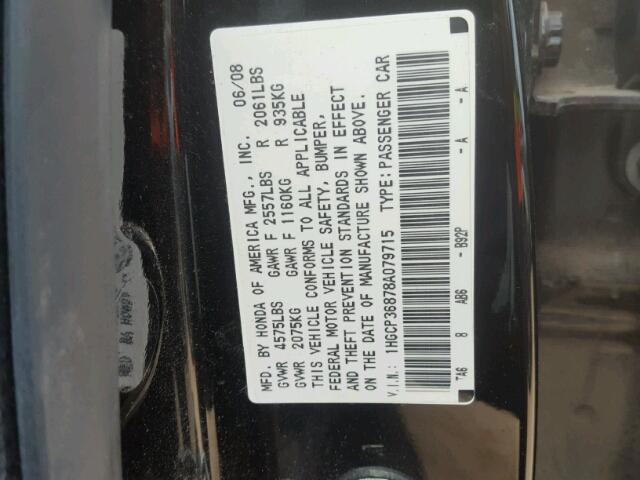 MFD. BY HONDA OF AMERICA MFG., INC. 06/08
GVWR 4575LBS GAWR F 2557LBS R 2061LBS
GVWR 2075KG GAWR F 1160KG R 935KG
THIS VEHICLE CONFORMS TO ALL APPLICABLE
FEDERAL MOTOR VEHICLE SAFETY, BUMPER,
AND THEFT PREVENTION STANDARDS IN EFFECT
ON THE DATE OF MANUFACTURE SHOWN ABOVE.
V.I.N.: 1HGCP36878A079715 TYPE: PASSENGER CAR
TA6 8 AB6 - B92P - A - A